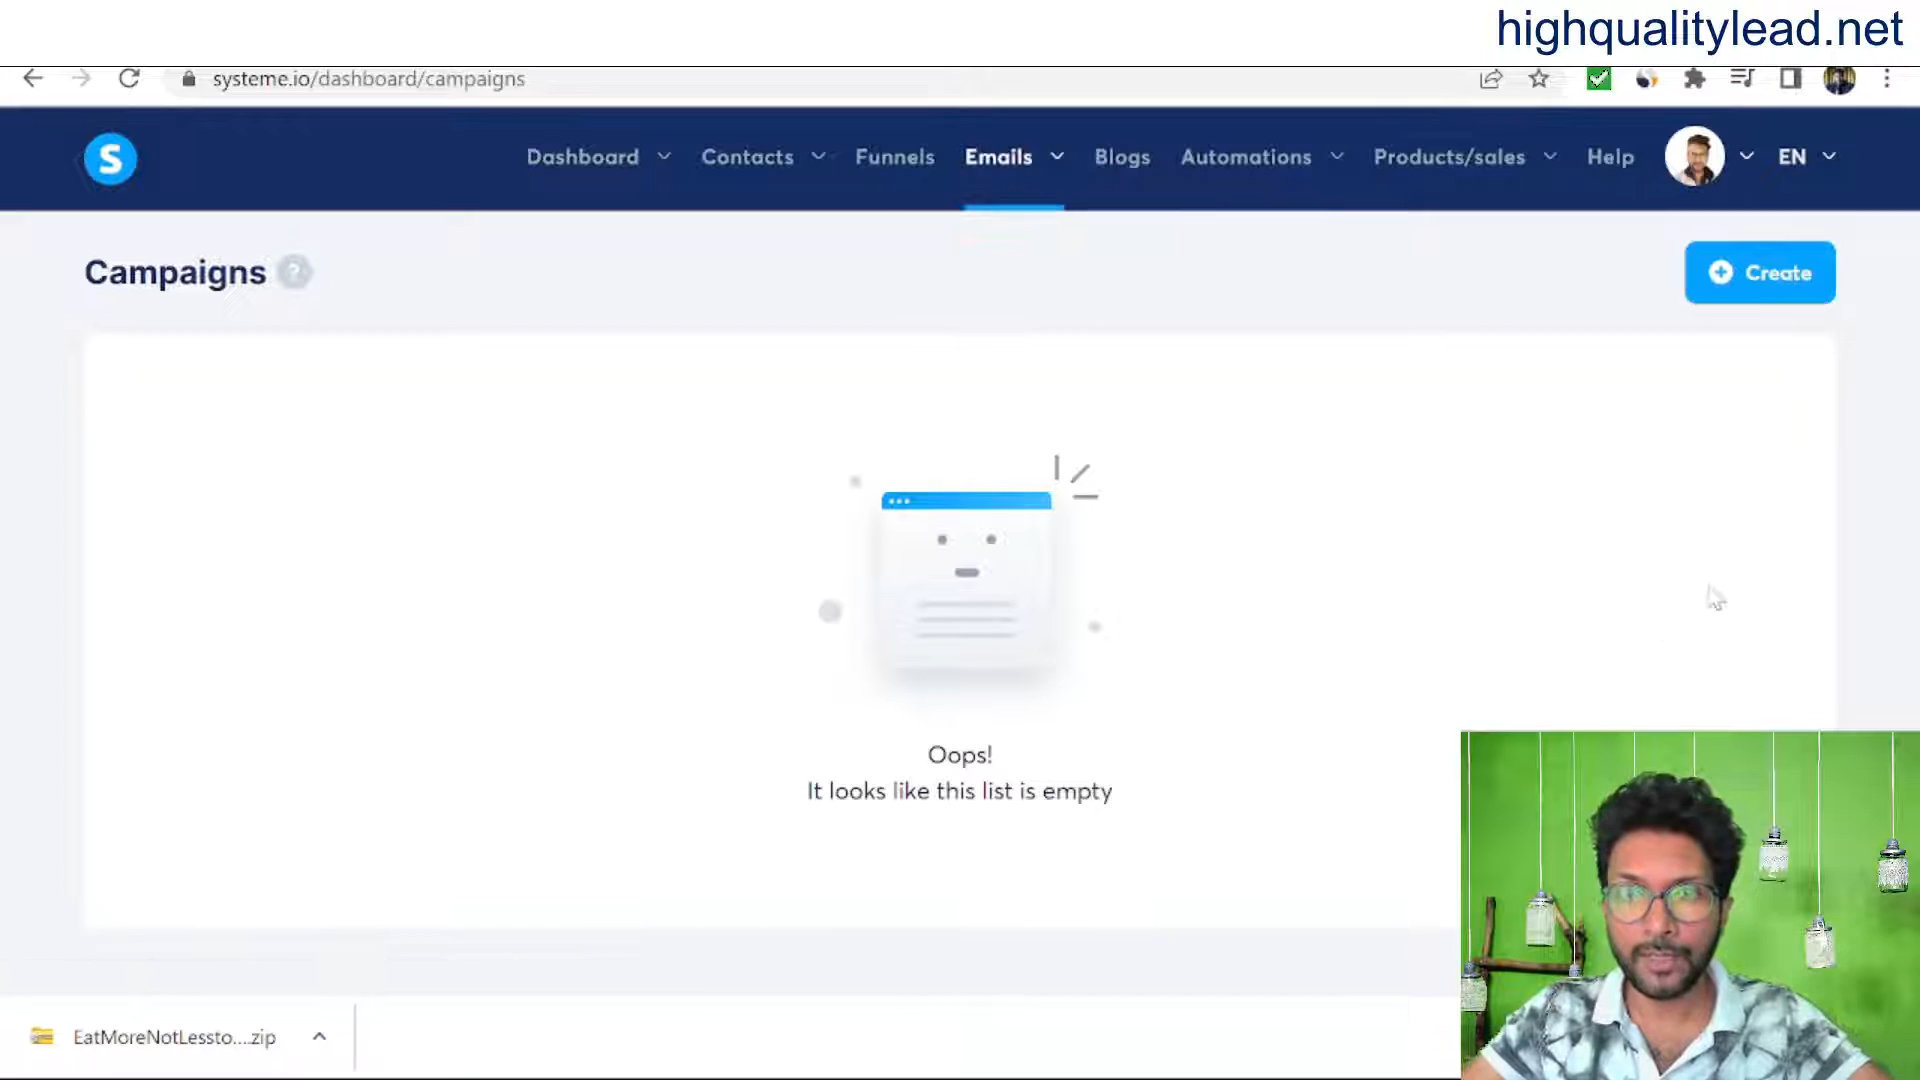 highqualitylead.net
systeme.io/dashboard/campaigns
S
Dashboard Contacts Funnels Emails Blogs Automations Products/sales Help EN
Campaigns ?
Create
Oops!
It looks like this list is empty
EatMoreNotLessto....zip